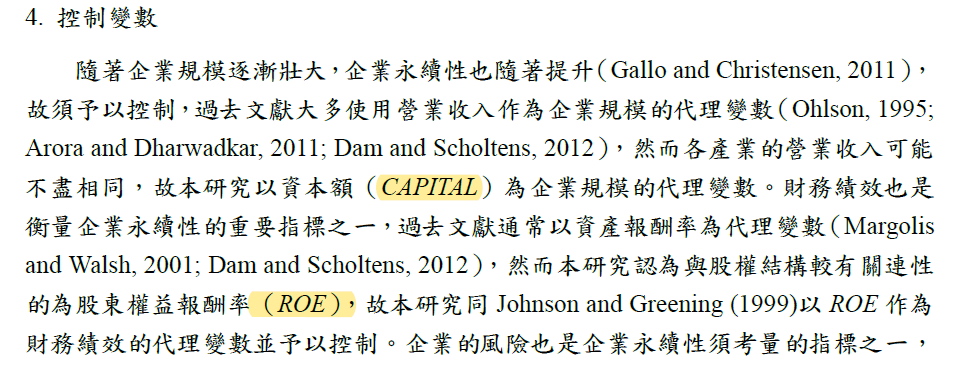 4. 控制變數
隨著企業規模逐漸壯大，企業永續性也隨著提升（Gallo and Christensen, 2011），
故須予以控制，過去文獻大多使用營業收入作為企業規模的代理變數（Ohlson, 1995;
Arora and Dharwadkar, 2011; Dam and Scholtens, 2012），然而各產業的營業收入可能
不盡相同，故本研究以資本額（CAPITAL）為企業規模的代理變數。財務績效也是
衡量企業永續性的重要指標之一，過去文獻通常以資產報酬率為代理變數（Margolis
and Walsh, 2001; Dam and Scholtens, 2012），然而本研究認為與股權結構較有關連性
的為股東權益報酬率（ROE），故本研究同 Johnson and Greening (1999)以 ROE 作為
財務績效的代理變數並予以控制。企業的風險也是企業永續性須考量的指標之一，